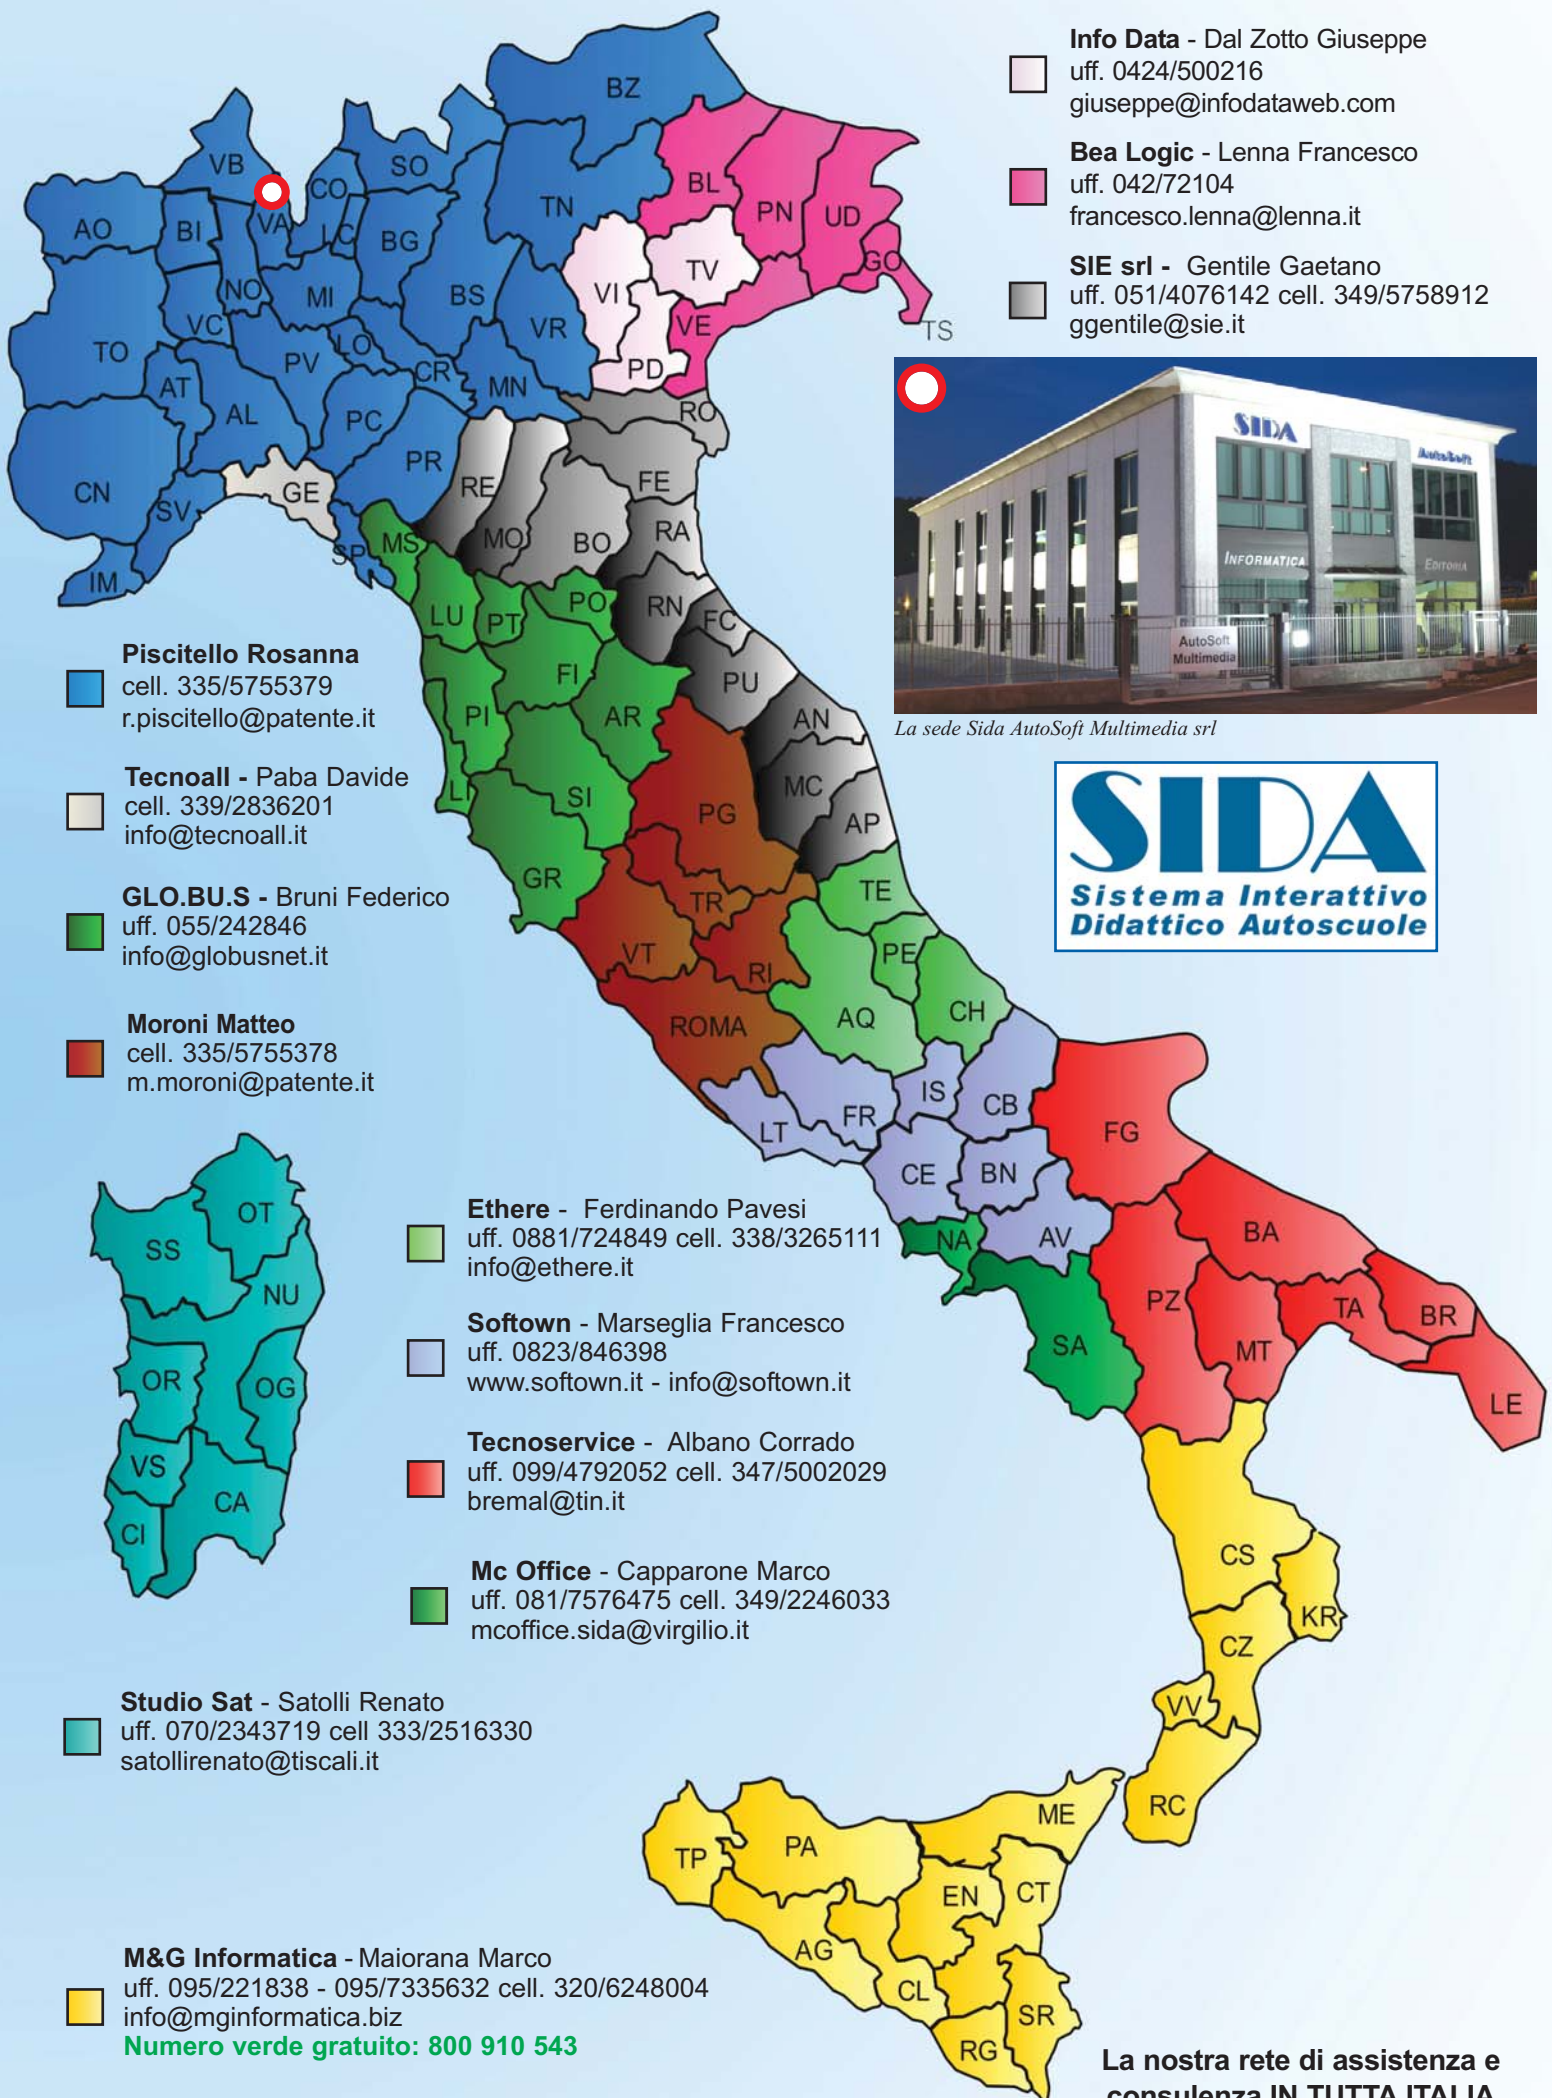 Info Data - Dal Zotto Giuseppe
uff. 0424/500216
giuseppe@infodataweb.com
Bea Logic - Lenna Francesco
uff. 042/72104
francesco.lenna@lenna.it
SIE srl - Gentile Gaetano
uff. 051/4076142 cell. 349/5758912
ggentile@sie.it
SIDA
AutoSoft
INFORMATICA
EDITORIA
AutoSoft
Multimedia
La sede Sida AutoSoft Multimedia srl
SIDA
Sistema Interattivo
Didattico Autoscuole
Piscitello Rosanna
cell. 335/5755379
r.piscitello@patente.it
Tecnoall - Paba Davide
cell. 339/2836201
info@tecnoall.it
GLO.BU.S - Bruni Federico
uff. 055/242846
info@globusnet.it
Moroni Matteo
cell. 335/5755378
m.moroni@patente.it
Ethere - Ferdinando Pavesi
uff. 0881/724849 cell. 338/3265111
info@ethere.it
Softown - Marseglia Francesco
uff. 0823/846398
www.softown.it - info@softown.it
Tecnoservice - Albano Corrado
uff. 099/4792052 cell. 347/5002029
bremal@tin.it
Mc Office - Capparone Marco
uff. 081/7576475 cell. 349/2246033
mcoffice.sida@virgilio.it
Studio Sat - Satolli Renato
uff. 070/2343719 cell 333/2516330
satollirenato@tiscali.it
M&G Informatica - Maiorana Marco
uff. 095/221838 - 095/7335632 cell. 320/6248004
info@mginformatica.biz
Numero verde gratuito: 800 910 543
La nostra rete di assistenza e
consulenza IN TUTTA ITALIA
BZ
VB
SO
CO
BL
TN
PN
UD
AO
BI
VA
LC
BG
GO
TV
NO
MI
BS
VI
VC
VR
VE
TS
TO
LO
PV
CR
PD
AT
MN
AL
PC
RO
PR
CN
GE
RE
FE
SV
MO
BO
RA
SP
MS
IM
PO
RN
LU
PT
FC
FI
PU
PI
AR
AN
LI
SI
MC
PG
AP
GR
TR
TE
VT
RI
PE
ROMA
AQ
CH
IS
CB
FR
LT
FG
CE
BN
NA
AV
BA
PZ
TA
BR
SA
MT
LE
OT
SS
NU
OR
OG
VS
CA
CI
CS
KR
CZ
VV
RC
ME
PA
TP
EN
CT
AG
CL
SR
RG